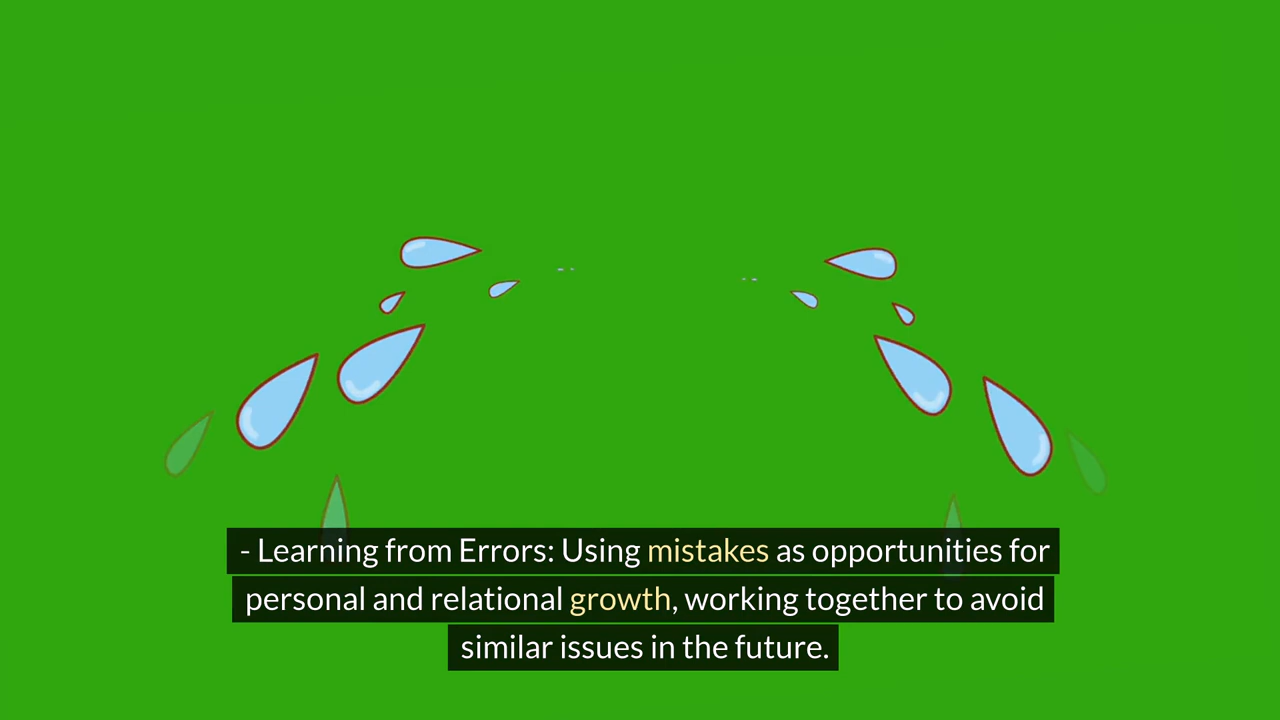 - Learning from Errors: Using mistakes as opportunities for
personal and relational growth, working together to avoid
similar issues in the future.